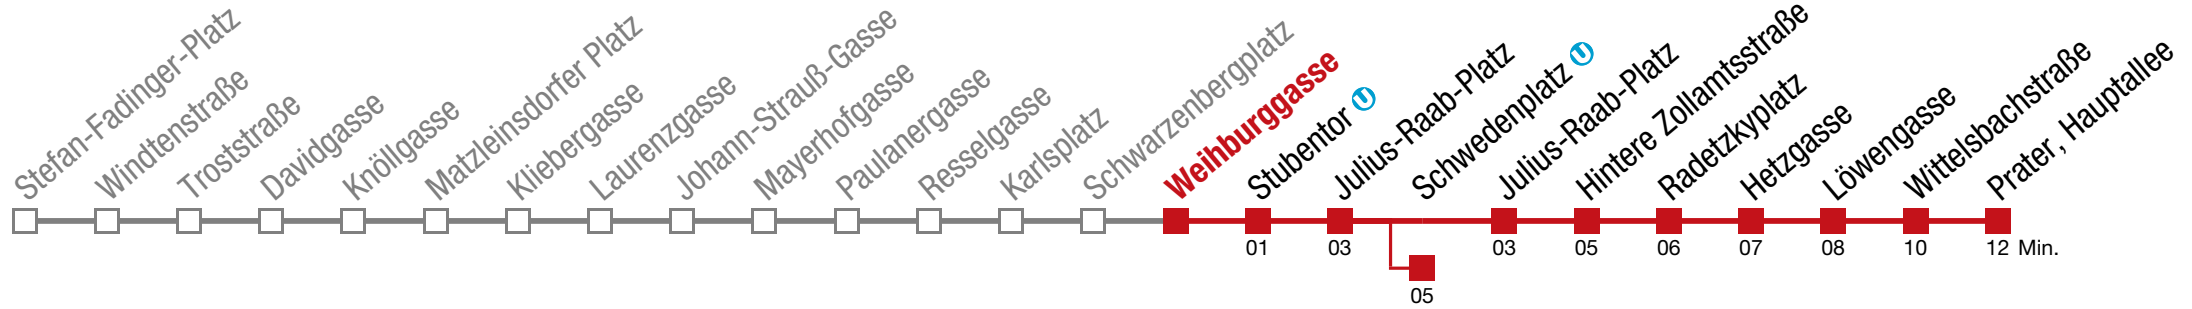 Stefan-Fadinger-Platz
Windtenstraße
Troststraße
Davidgasse
Knöllgasse
Matzleinsdorfer Platz
Kliebergasse
Laurenzgasse
Johann-Strauß-Gasse
Mayerhofgasse
Paulanergasse
Resselgasse
Karlsplatz
Schwarzenbergplatz
Weihburggasse
Stubentor U
Julius-Raab-Platz
Schwedenplatz U
Julius-Raab-Platz
Hintere Zollamtsstraße
Radetzkyplatz
Hetzgasse
Löwengasse
Wittelsbachstraße
Prater, Hauptallee
01 03 03 05 06 07 08 10 12 Min.
05